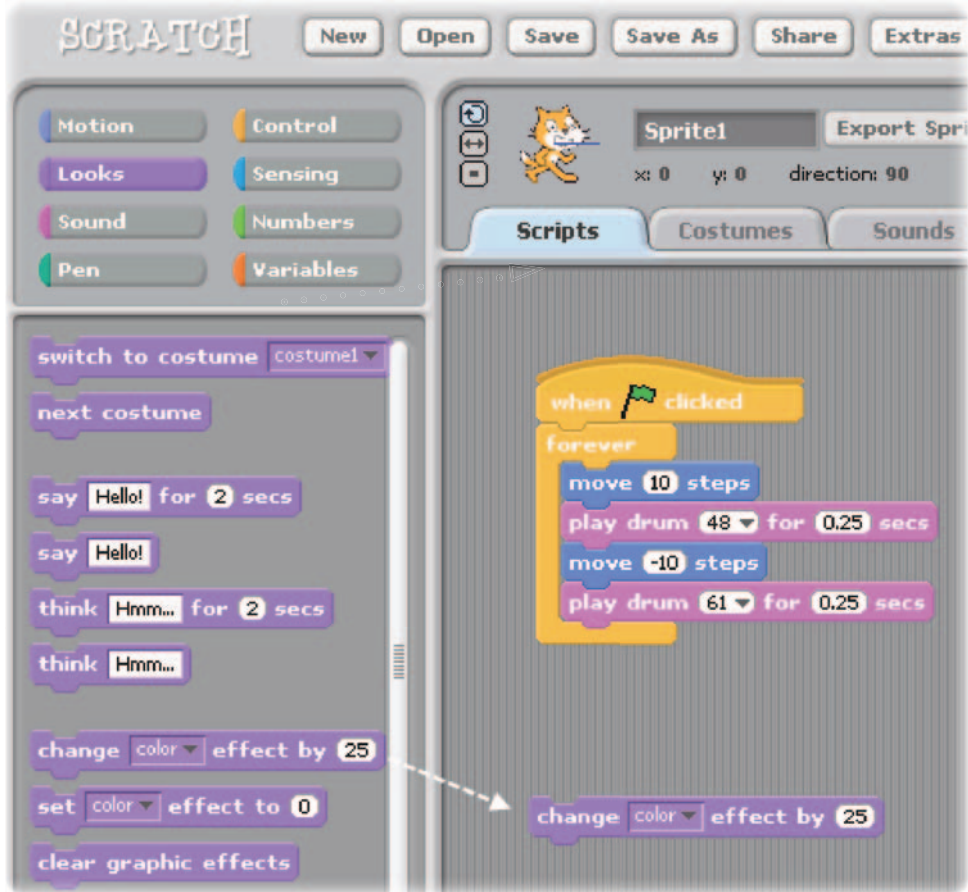 SCRATCH New Open Save Save As Share Extras
Motion Control
Looks Sensing
Sound Numbers
Pen Variables
Sprite1 Export Spri
x: 0 y: 0 direction: 90
Scripts Costumes Sounds
switch to costume costume1
next costume
say Hello! for 2 secs
say Hello!
think Hmm... for 2 secs
think Hmm...
change color effect by 25
set color effect to 0
clear graphic effects
when clicked
forever
move 10 steps
play drum 48 for 0.25 secs
move -10 steps
play drum 61 for 0.25 secs
change color effect by 25